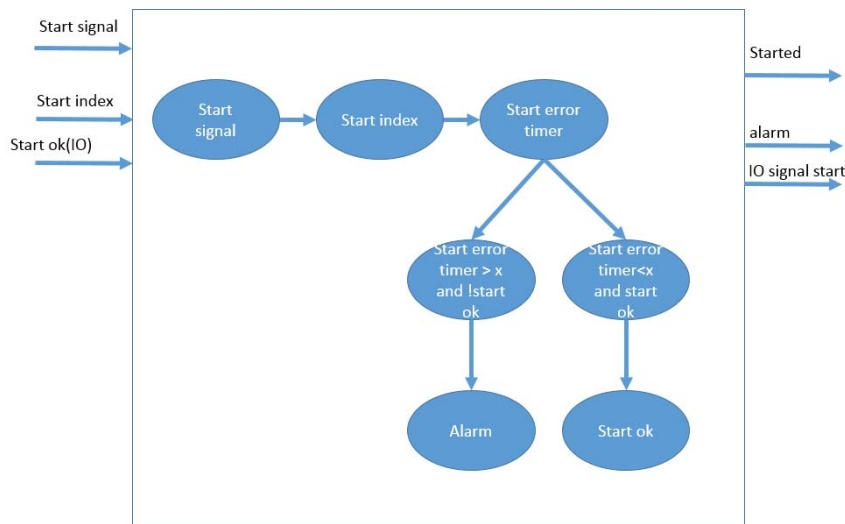 Start signal
Start index
Start ok(IO)
Start
signal
Start index
Start error
timer
Start error
timer > x
and !start
ok
Start error
timer<x
and start
ok
Alarm
Start ok
Started
alarm
IO signal start